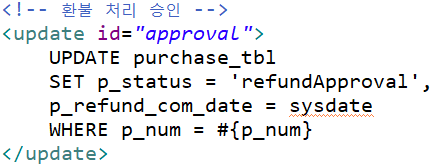 <!-- 환불 처리 승인 -->
<update id="approval">
UPDATE purchase_tbl
SET p_status = 'refundApproval',
p_refund_com_date = sysdate
WHERE p_num = #{p_num}
</update>